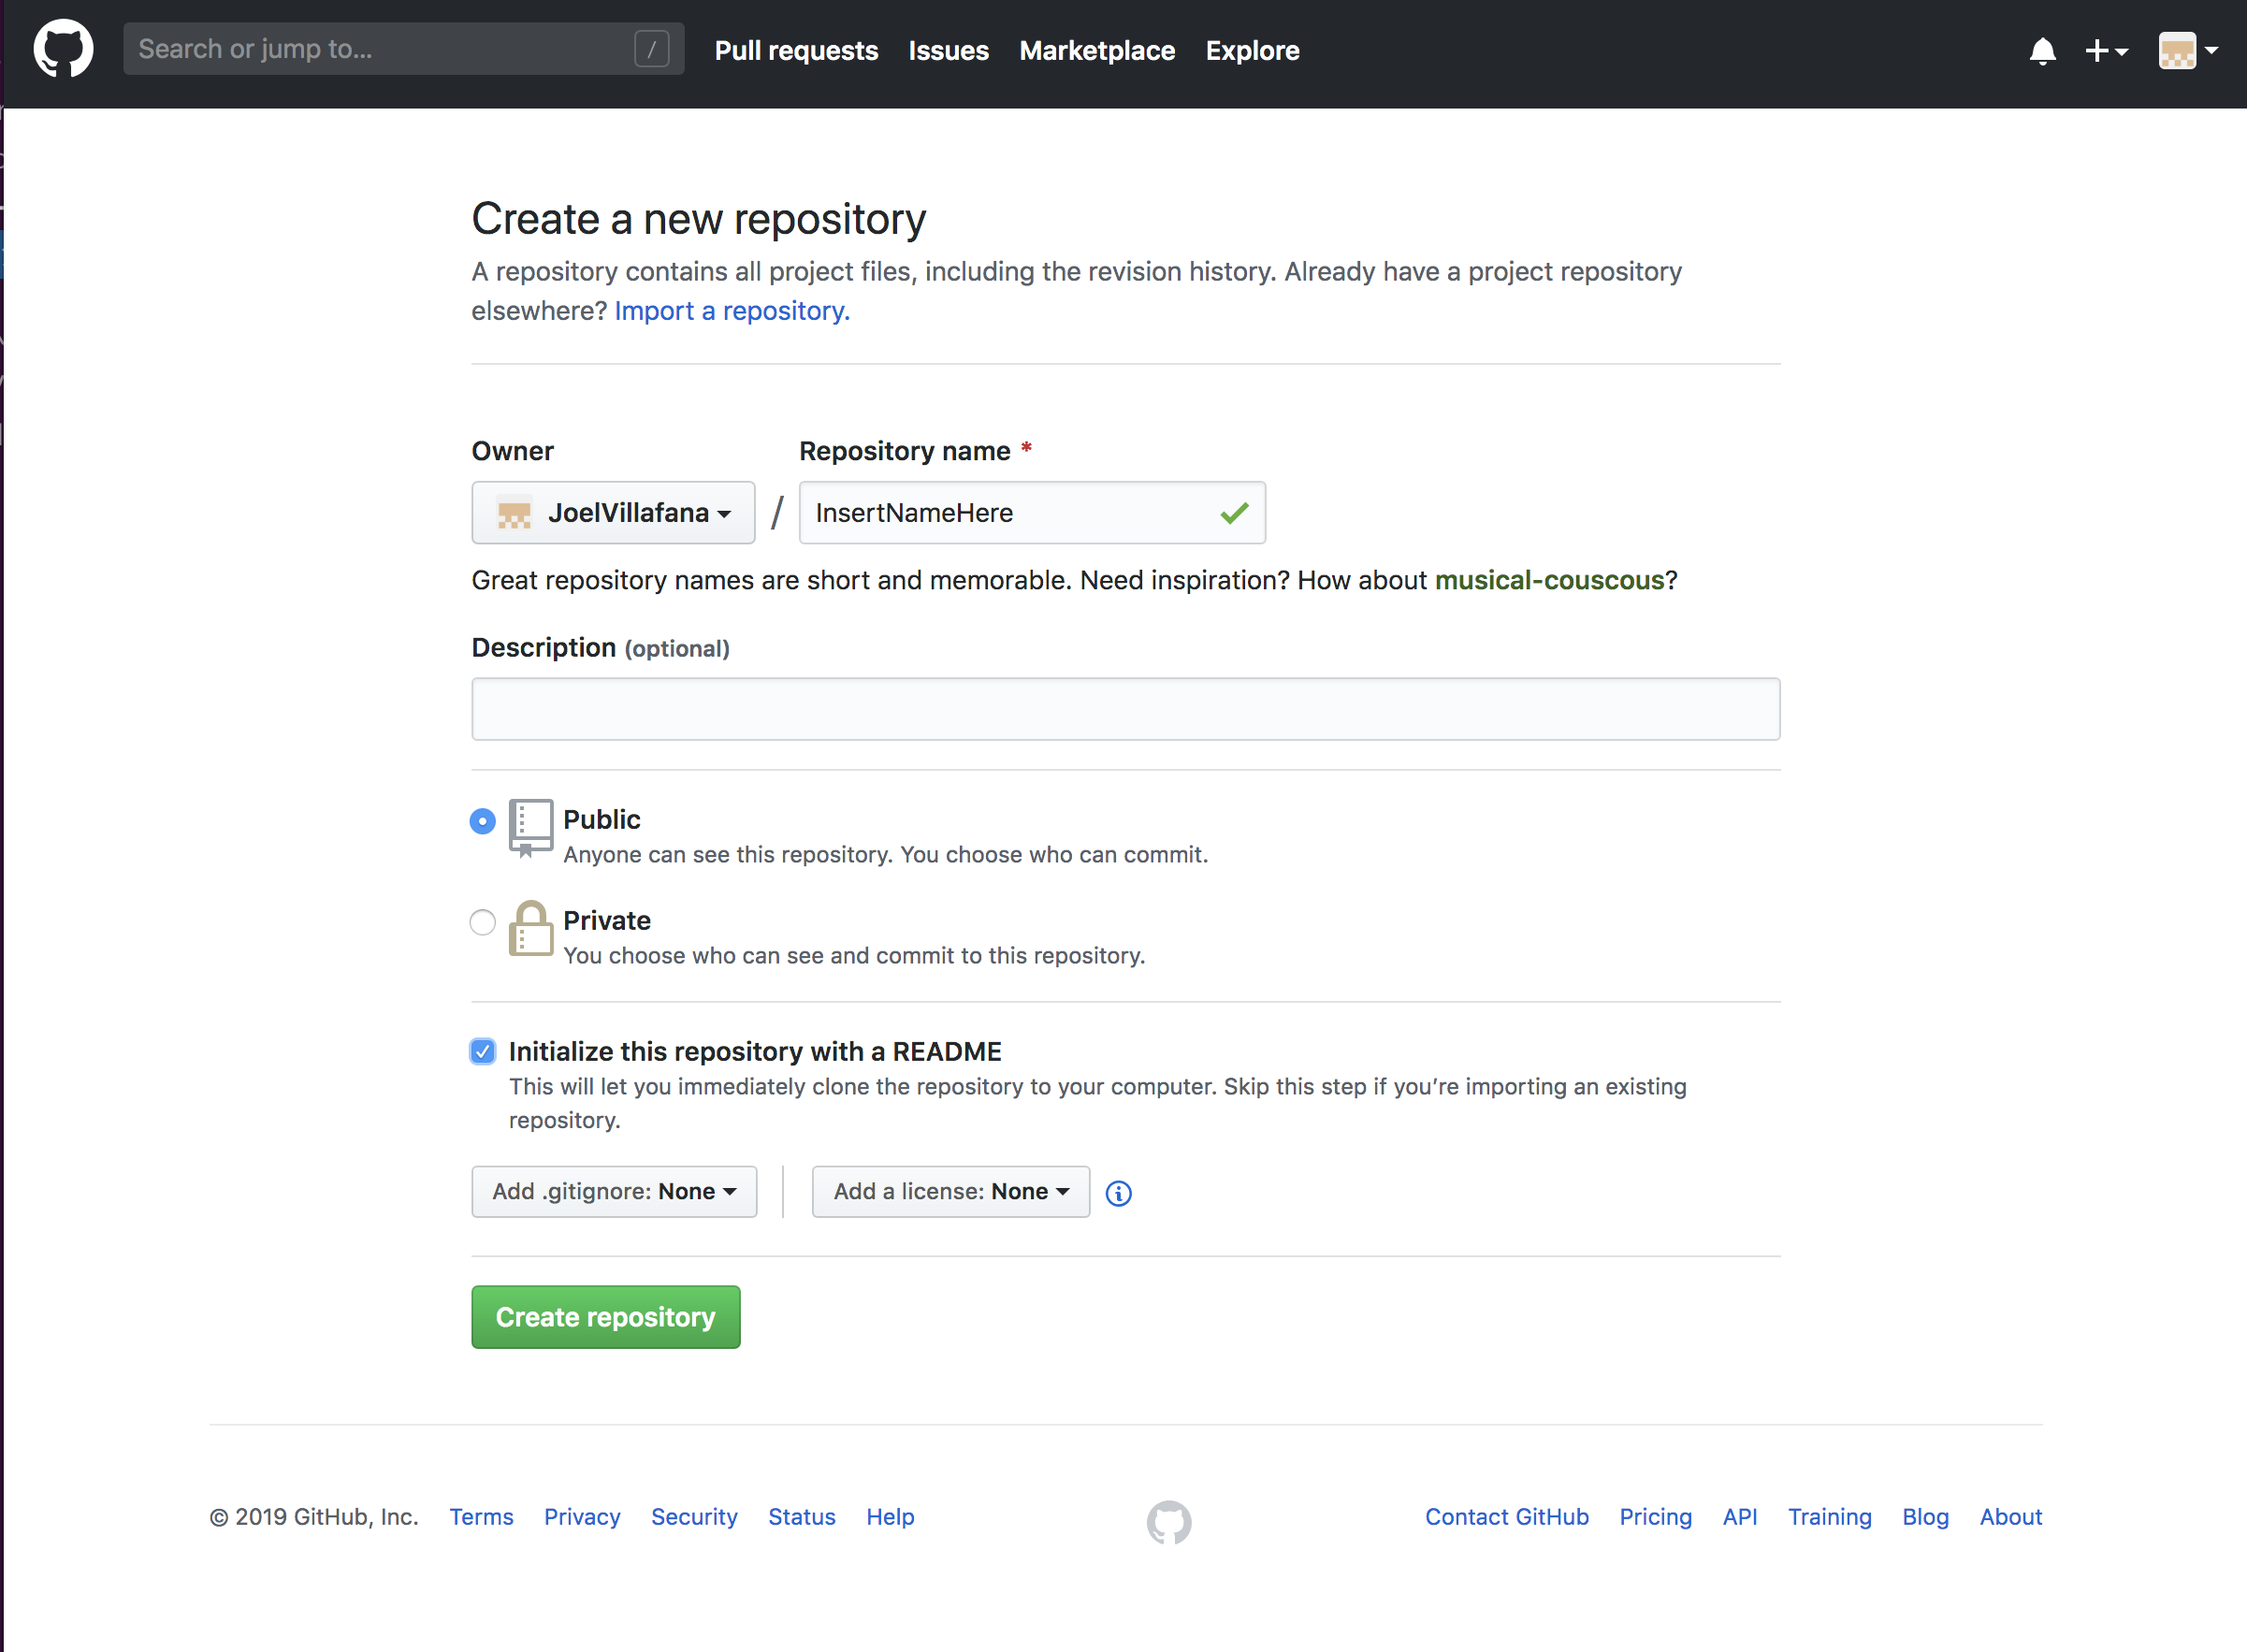 Search or jump to... /
Pull requests Issues Marketplace Explore
Create a new repository
A repository contains all project files, including the revision history. Already have a project repository
elsewhere? Import a repository.
Owner Repository name *
JoelVillafana / InsertNameHere
Great repository names are short and memorable. Need inspiration? How about musical-couscous?
Description (optional)
Public
Anyone can see this repository. You choose who can commit.
Private
You choose who can see and commit to this repository.
Initialize this repository with a README
This will let you immediately clone the repository to your computer. Skip this step if you’re importing an existing
repository.
Add .gitignore: None Add a license: None
Create repository
© 2019 GitHub, Inc. Terms Privacy Security Status Help Contact GitHub Pricing API Training Blog About